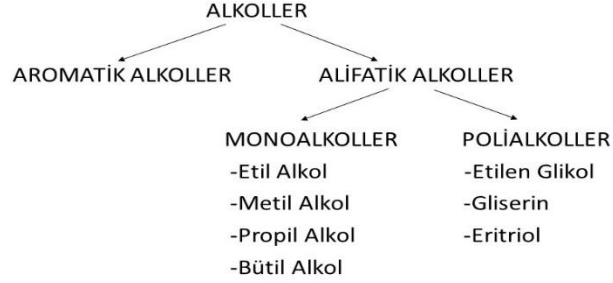 ALKOLLER
AROMATİK ALKOLLER
ALİFATİK ALKOLLER
MONOALKOLLER
-Etil Alkol
-Metil Alkol
-Propil Alkol
-Bütil Alkol
POLİALKOLLER
-Etilen Glikol
-Gliserin
-Eritriol